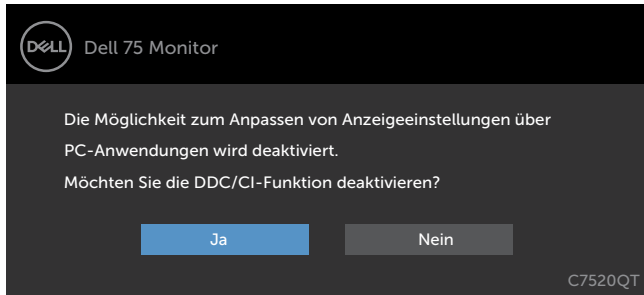 DELL
Dell 75 Monitor
Die Möglichkeit zum Anpassen von Anzeigeeinstellungen über
PC-Anwendungen wird deaktiviert.
Möchten Sie die DDC/CI-Funktion deaktivieren?
Ja
Nein
C7520QT